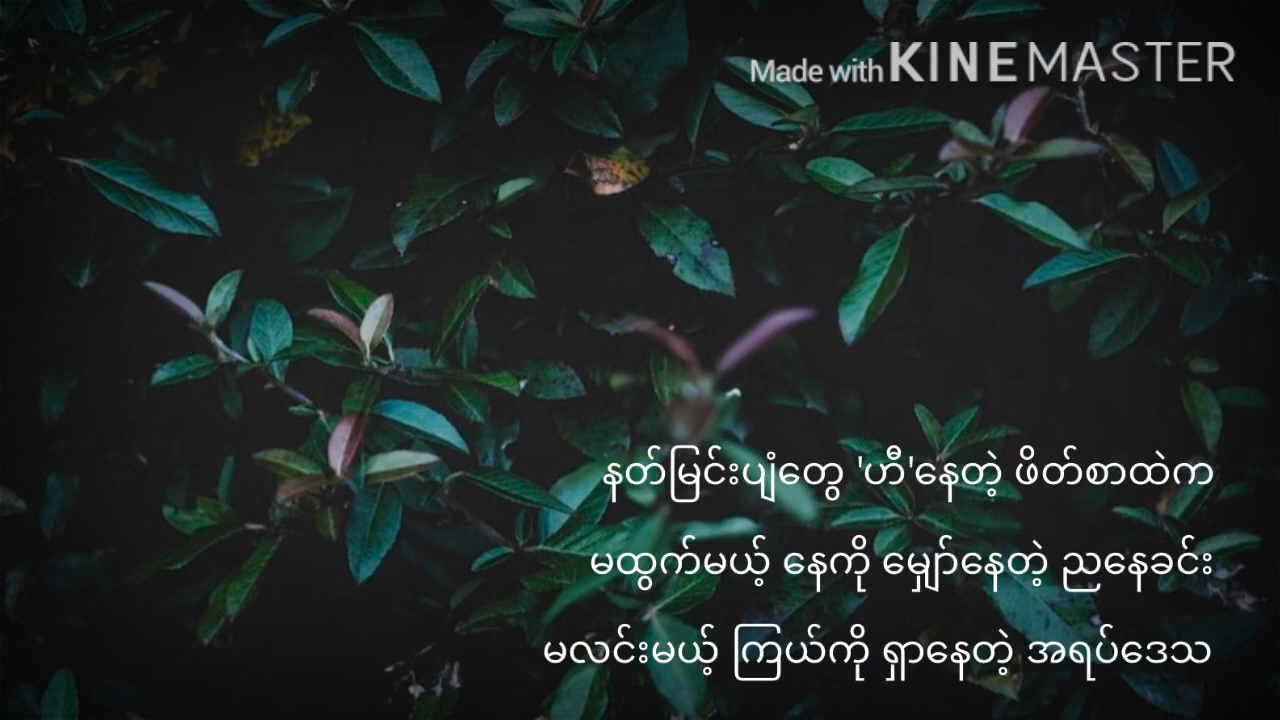 Made with KINEMASTER
နတ်မြင်းပျံတွေ 'ဟီ'နေတဲ့ ဖိတ်စာထဲက
မထွက်မယ့် နေကို မျှော်နေတဲ့ ညနေခင်း
မလင်းမယ့် ကြယ်ကို ရှာနေတဲ့ အရပ်ဒေသ